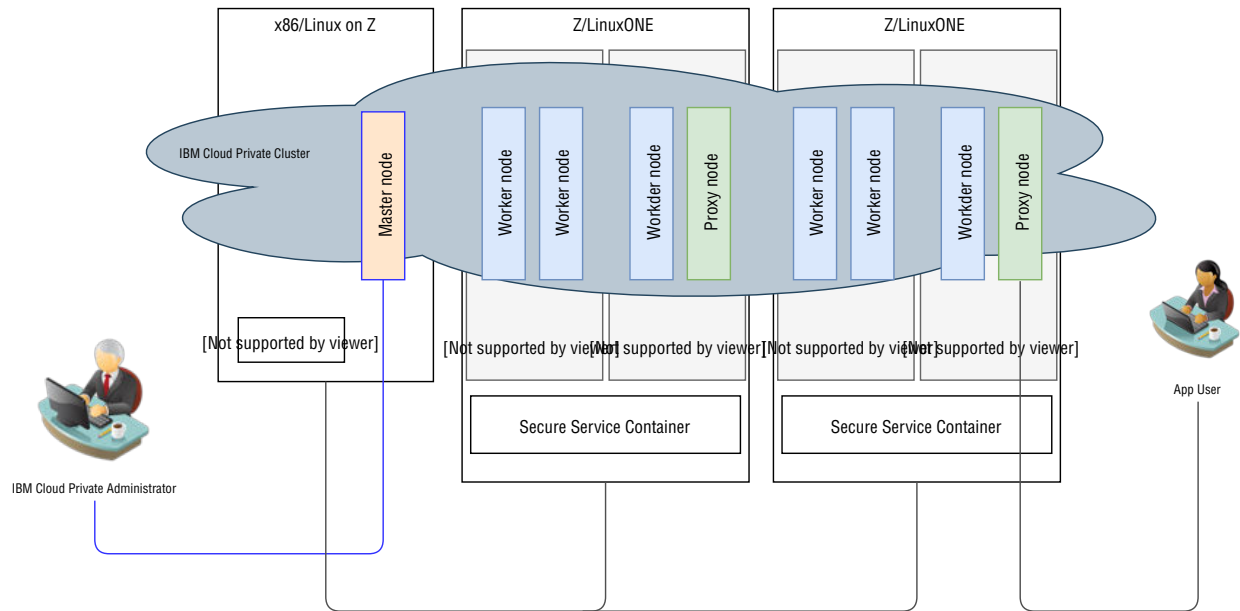 x86/Linux on Z
Z/LinuxONE
Z/LinuxONE
IBM Cloud Private Cluster
Master node
Worker node
Worker node
Workder node
Proxy node
Worker node
Worker node
Workder node
Proxy node
[Not supported by viewer]
[Not supported by viewer]
[Not supported by viewer]
[Not supported by viewer]
[Not supported by viewer]
Secure Service Container
Secure Service Container
App User
IBM Cloud Private Administrator